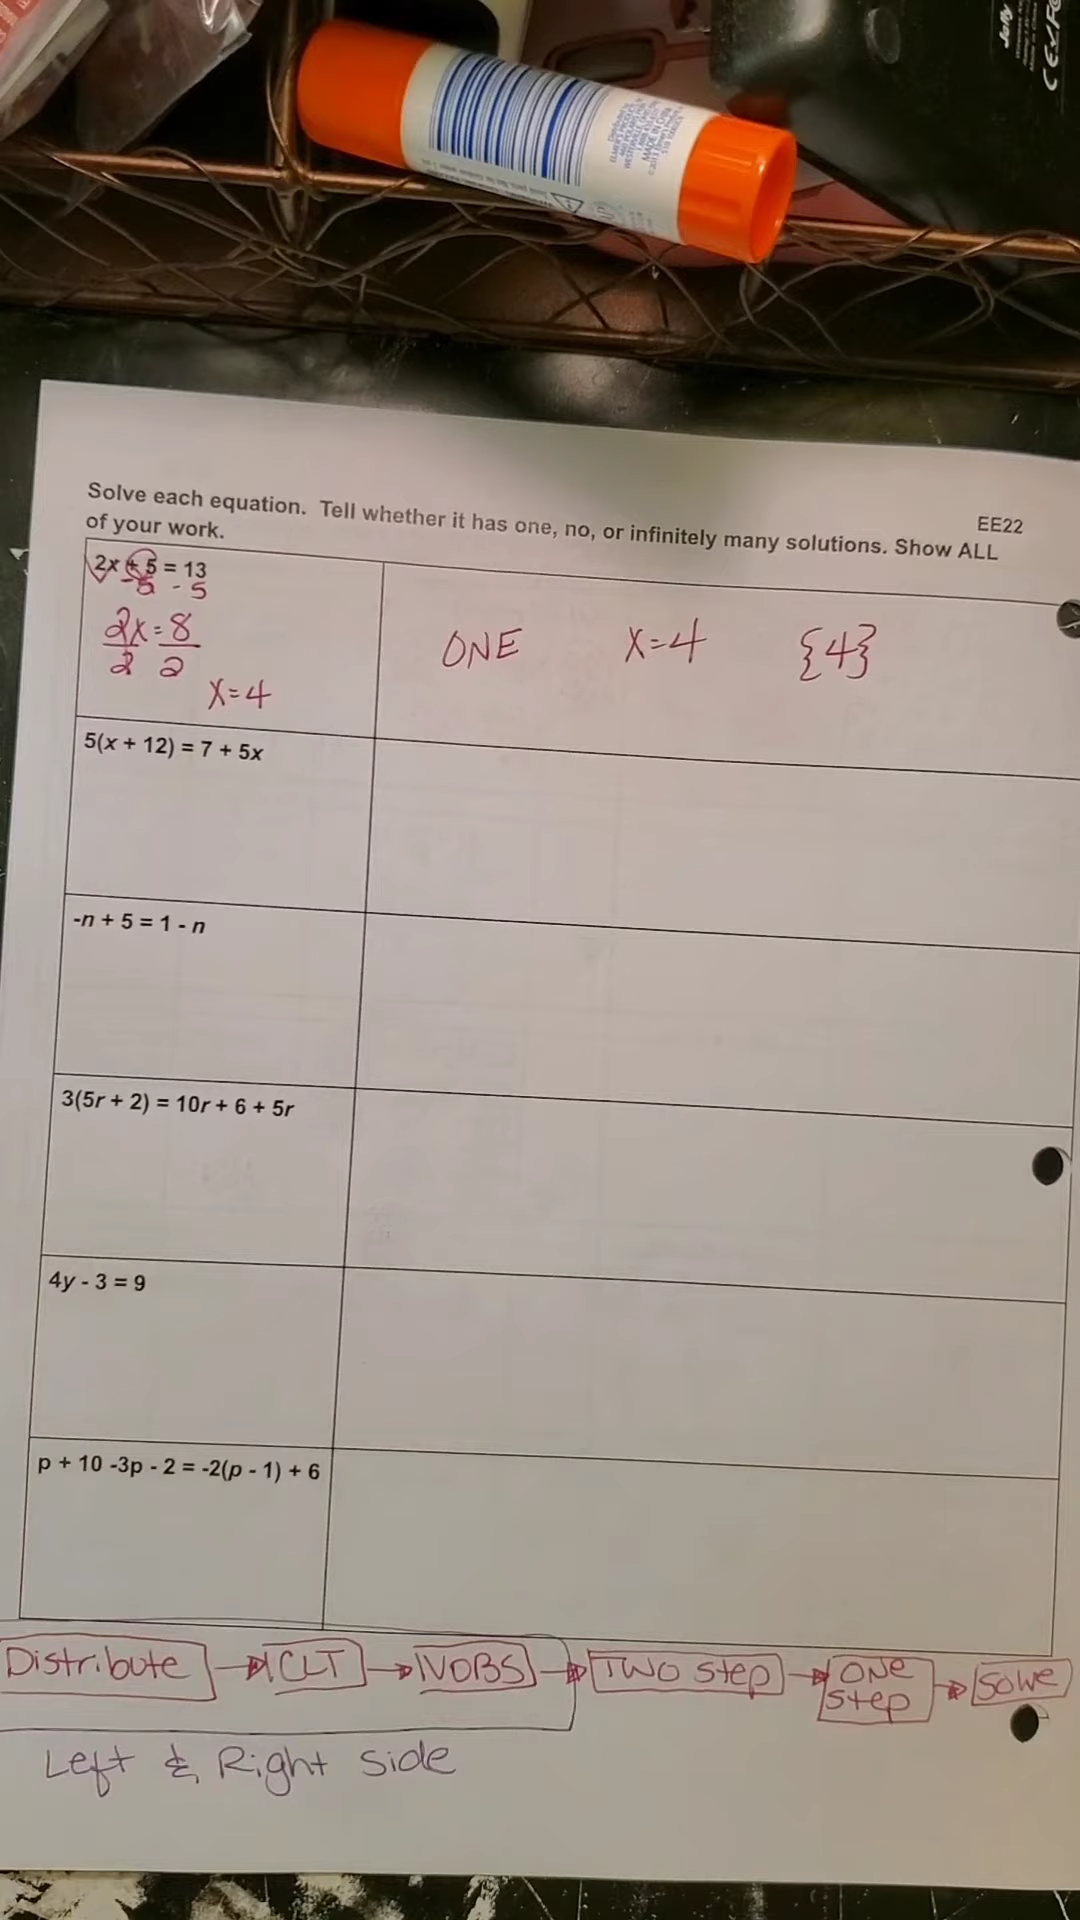 Jolly
MADE IN
Solve each equation. Tell whether it has one, no, or infinitely many solutions. Show ALL
of your work.
EE22
2x + 5 = 13
-5 -5
2x = 8
2 2
x=4
ONE x=4 {4}
5(x + 12) = 7 + 5x
-n + 5 = 1 - n
3(5r + 2) = 10r + 6 + 5r
4y - 3 = 9
p + 10 -3p - 2 = -2(p - 1) + 6
Distribute CLT VOBS TWO Step ONE Step Solve
Left & Right side